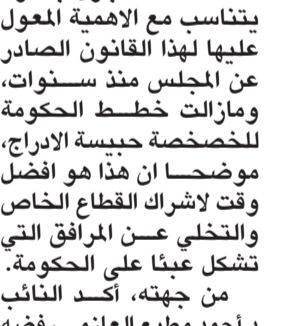 يتناسب مع الاهمية المعول
عليها لهذا القانون الصادر
عن المجلس منذ سنوات،
ومازالت خطط الحكومة
للخصخصة حبيسة الادراج،
موضحا ان هذا هو افضل
وقت لاشراك القطاع الخاص
والتخلي عن المرافق التي
تشكل عبئا على الحكومة.
من جهته، أكد النائب